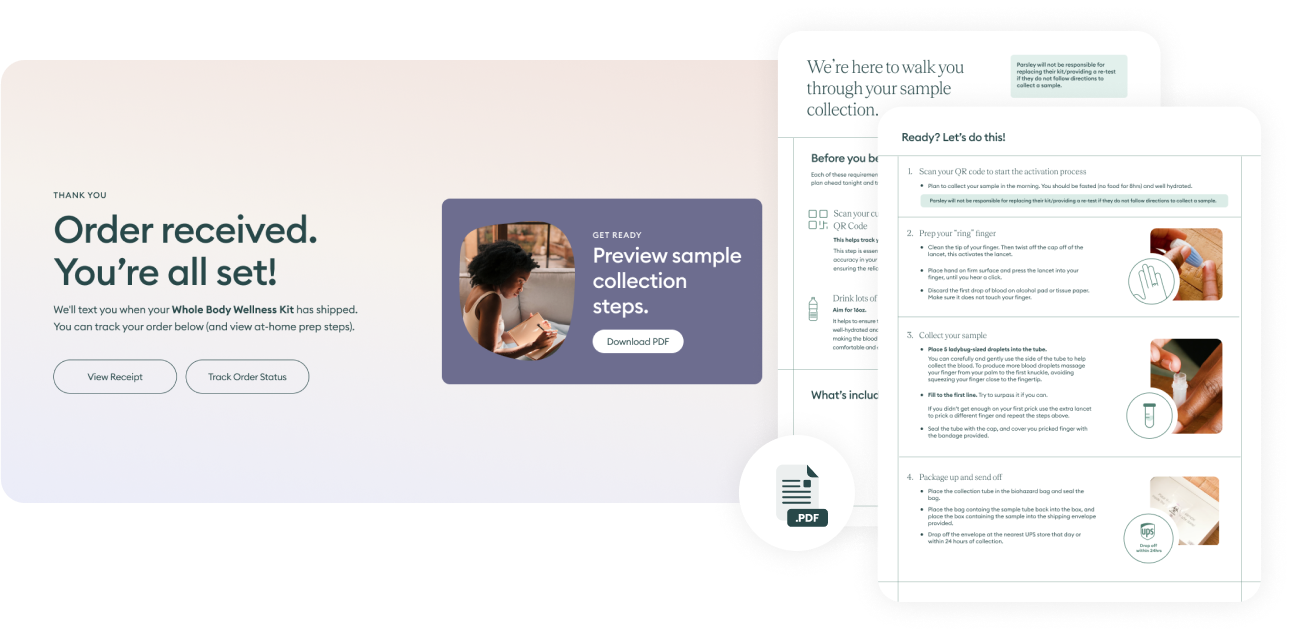 THANK YOU
Order received.
You're all set!
We'll text you when your Whole Body Wellness Kit has shipped.
You can track your order below (and view at-home prep steps).
View Receipt
Track Order Status
GET READY
Preview sample
collection
steps.
Download PDF
.PDF
We're here to walk you
through your sample
collection.
Parsley will not be responsible for
replacing their kit/providing a re-test
if they do not follow directions to
collect a sample.
Before you be
Each of these requiremen
plan ahead tonight and t
Scan your cu
QR Code
This helps track y
This step is essen
accuracy in your
ensuring the relic
Drink lots of
Aim for 16oz.
It helps to ensure
well-hydrated and
making the blood
comfortable and
What's includ
Ready? Let's do this!
1. Scan your QR code to start the activation process
Plan to collect your sample in the morning. You should be fasted (no food for 8hrs) and well hydrated.
Parsley will not be responsible for replacing their kit/providing a re-test if they do not follow directions to collect a sample.
2. Prep your "ring" finger
Clean the tip of your finger. Then twist off the cap off of the
lancet, this activates the lancet.
Place hand on firm surface and press the lancet into your
finger, until you hear a click.
Discard the first drop of blood on alcohol pad or tissue paper.
Make sure it does not touch your finger.
3. Collect your sample
Place 5 ladybug-sized droplets into the tube.
You can carefully and gently use the side of the tube to help
collect the blood. To produce more blood droplets massage
your finger from your palm to the first knuckle, avoiding
squeezing your finger close to the fingertip.
Fill to the first line. Try to surpass it if you can.
If you didn't get enough on your first prick use the extra lancet
to prick a different finger and repeat the steps above.
Seal the tube with the cap, and cover you pricked finger with
the bandage provided.
4. Package up and send off
Place the collection tube in the biohazard bag and seal the
bag.
Place the bag containg the sample tube back into the box, and
place the box containing the sample into the shipping envelope
provided.
Drop off the envelope at the nearest UPS store that day or
within 24 hours of collection.
ups
Drop off
within 24hrs